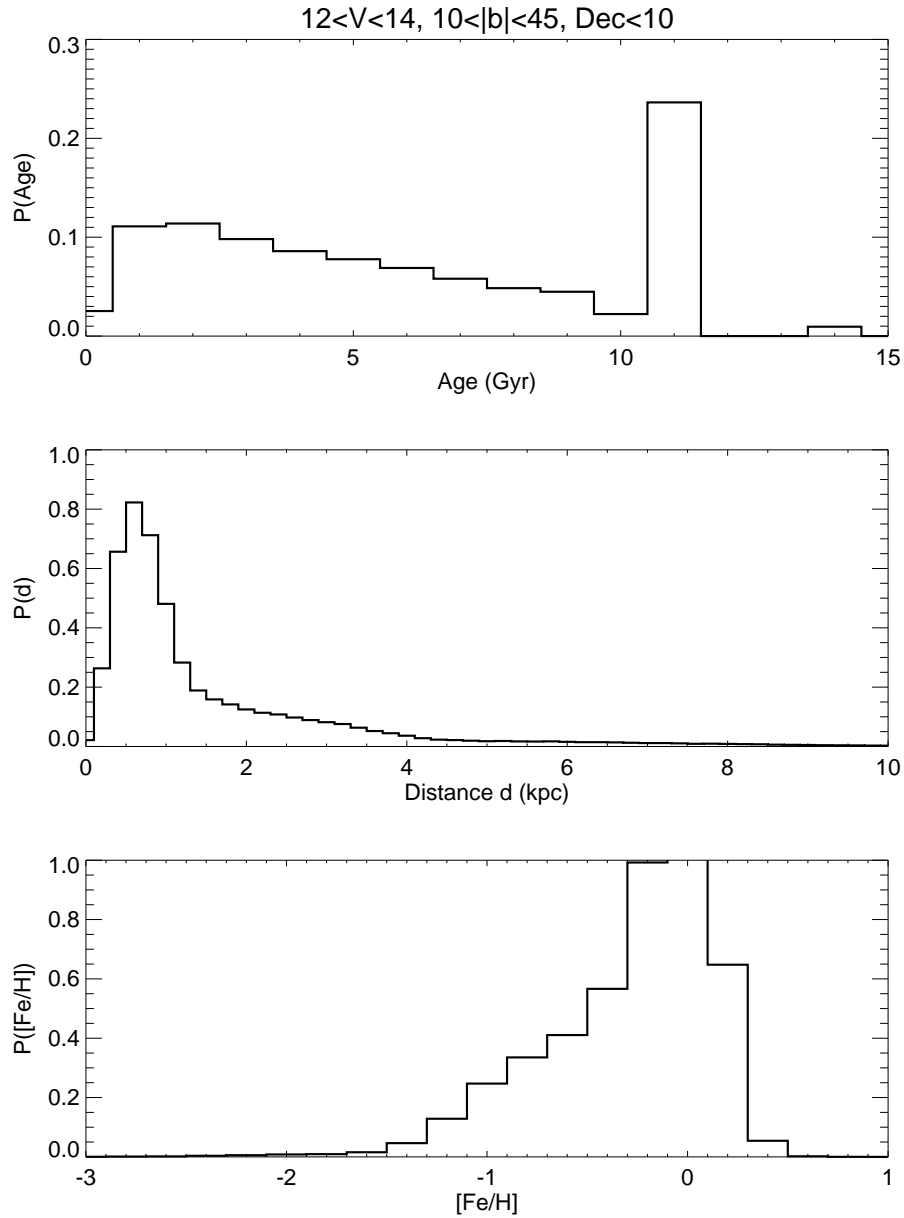 12<V<14, 10<|b|<45, Dec<10
0.3
0.2
0.1
0.0
P(Age)
0 5 10 15
Age (Gyr)
1.0
0.8
0.6
0.4
0.2
0.0
P(d)
0 2 4 6 8 10
Distance d (kpc)
1.0
0.8
0.6
0.4
0.2
0.0
P([Fe/H])
-3 -2 -1 0 1
[Fe/H]